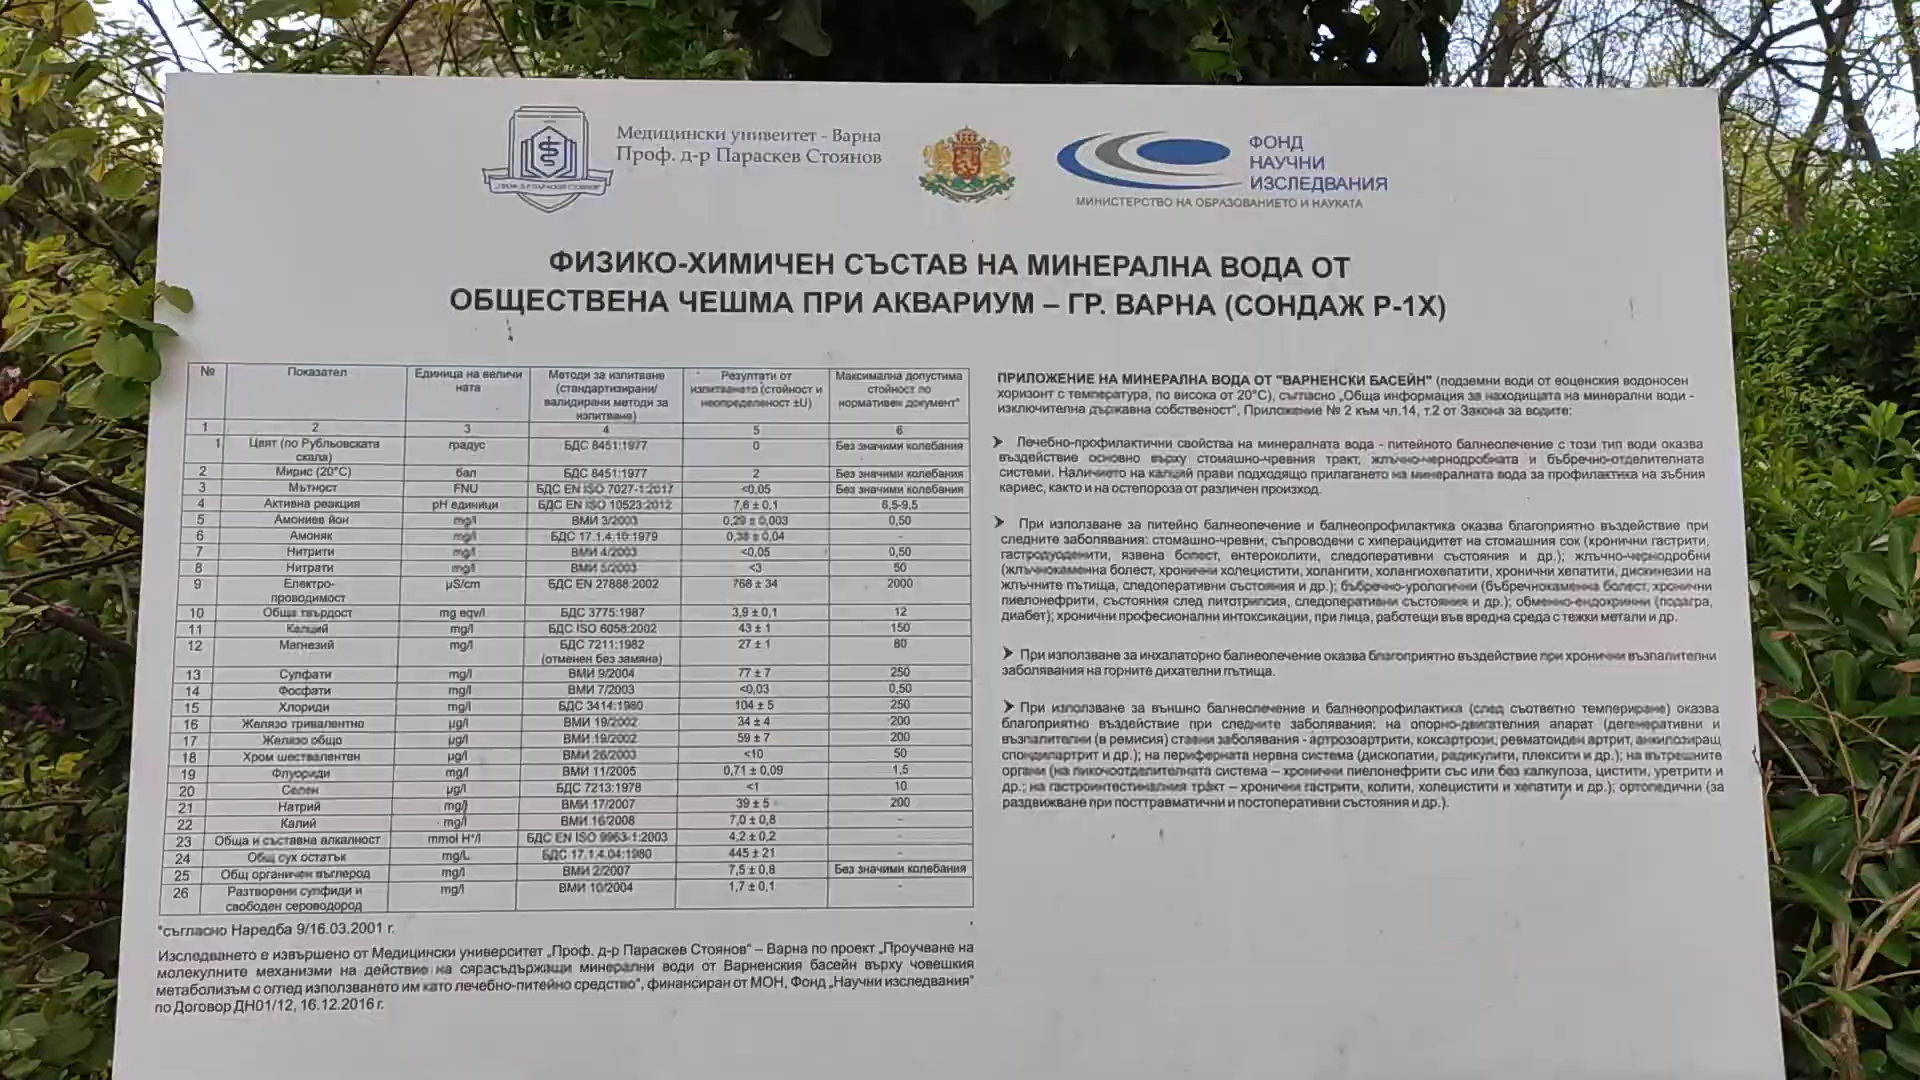 Медицински унивеитет - Варна
Проф. д-р Параскев Стоянов
"ПРОФ. Д-Р ПАРАСКЕВ СТОЯНОВ"
ФОНД
НАУЧНИ
ИЗСЛЕДВАНИЯ
МИНИСТЕРСТВО НА ОБРАЗОВАНИЕТО И НАУКАТА
ФИЗИКО-ХИМИЧЕН СЪСТАВ НА МИНЕРАЛНА ВОДА ОТ
ОБЩЕСТВЕНА ЧЕШМА ПРИ АКВАРИУМ – ГР. ВАРНА (СОНДАЖ Р-1Х)
№ Показател Единица на величината Методи за изпитване (стандартизирани/ валидирани методи за изпитване) Резултати от изпитването (стойност и неопределеност ±U) Максимална допустима стойност по нормативен документ*
1 2 3 4 5 6
1 Цвят (по Рубльовската скала) градус БДС 8451:1977 0 Без значими колебания
2 Мирис (20°C) бал БДС 8451:1977 2 Без значими колебания
3 Мътност FNU БДС EN ISO 7027-1:2017 <0,05 Без значими колебания
4 Активна реакция pH единици БДС EN ISO 10523:2012 7,6 ± 0,1 6,5-9,5
5 Амониев йон mg/l ВМИ 3/2003 0,29 ± 0,003 0,50
6 Амоняк mg/l БДС 17.1.4.10:1979 0,36 ± 0,04 -
7 Нитрити mg/l ВМИ 4/2003 <0,05 0,50
8 Нитрати mg/l ВМИ 5/2003 <3 50
9 Електро-проводимост µS/cm БДС EN 27888:2002 768 ± 34 2000
10 Обща твърдост mg eqv/l БДС 3775:1987 3,9 ± 0,1 12
11 Калций mg/l БДС ISO 6058:2002 43 ± 1 150
12 Магнезий mg/l БДС 7211:1982 (отменен без замяна) 27 ± 1 80
13 Сулфати mg/l ВМИ 9/2004 77 ± 7 250
14 Фосфати mg/l ВМИ 7/2003 <0,03 0,50
15 Хлориди mg/l БДС 3414:1980 104 ± 5 250
16 Желязо тривалентно µg/l ВМИ 19/2002 34 ± 4 200
17 Желязо общо µg/l ВМИ 19/2002 59 ± 7 200
18 Хром шествалентен µg/l ВМИ 26/2003 <10 50
19 Флуориди mg/l ВМИ 11/2005 0,71 ± 0,09 1,5
20 Селен µg/l БДС 7213:1978 <1 10
21 Натрий mg/l ВМИ 17/2007 39 ± 5 200
22 Калий mg/l ВМИ 16/2008 7,0 ± 0,8 -
23 Обща и съставна алкалност mmol H⁺/l БДС EN ISO 9963-1:2003 4,2 ± 0,2 -
24 Общ сух остатък mg/L БДС 17.1.4.04:1980 445 ± 21 -
25 Общ органичен въглерод mg/l ВМИ 2/2007 7,5 ± 0,8 Без значими колебания
26 Разтворени сулфиди и свободен сероводород mg/l ВМИ 10/2004 1,7 ± 0,1 -
*съгласно Наредба 9/16.03.2001 г.
Изследването е извършено от Медицински университет „Проф. д-р Параскев Стоянов“ – Варна по проект „Проучване на
молекулните механизми на действие на сярасъдържащи минерални води от Варненския басейн върху човешкия
метаболизъм с оглед използването им като лечебно-питейно средство“, финансиран от МОН, Фонд „Научни изследвания“
по Договор ДН01/12, 16.12.2016 г.
ПРИЛОЖЕНИЕ НА МИНЕРАЛНА ВОДА ОТ "ВАРНЕНСКИ БАСЕЙН" (подземни води от еоценския водоносен
хоризонт с температура, по висока от 20°C), съгласно „Обща информация за находищата на минерални води -
изключителна държавна собственост“, Приложение № 2 към чл.14, т.2 от Закона за водите:
➤ Лечебно-профилактични свойства на минералната вода - питейното балнеолечение с този тип води оказва
въздействие основно върху стомашно-чревния тракт, жлъчно-чернодробната и бъбречно-отделителната
системи. Наличието на калций прави подходящо прилагането на минералната вода за профилактика на зъбния
кариес, както и на остепороза от различен произход.
➤ При използване за питейно балнеолечение и балнеопрофилактика оказва благоприятно въздействие при
следните заболявания: стомашно-чревни, съпроводени с хиперацидитет на стомашния сок (хронични гастрити,
гастродуоденити, язвена болест, ентероколити, следоперативни състояния и др.); жлъчно-чернодробни
(жлъчнокаменна болест, хронични холецистити, холангити, холангиохепатити, хронични хепатити, дискинезии на
жлъчните пътища, следоперативни състояния и др.); бъбречно-урологични (бъбречнокаменна болест, хронични
пиелонефрити, състояния след литотрипсия, следоперативни състояния и др.); обменно-ендокринни (подагра,
диабет); хронични професионални интоксикации, при лица, работещи във вредна среда с тежки метали и др.
➤ При използване за инхалаторно балнеолечение оказва благоприятно въздействие при хронични възпалителни
заболявания на горните дихателни пътища.
➤ При използване за външно балнеолечение и балнеопрофилактика (след съответно темпериране) оказва
благоприятно въздействие при следните заболявания: на опорно-двигателния апарат (дегенеративни и
възпалителни (в ремисия) ставни заболявания - артрозоартрити, коксартрози, ревматоиден артрит, анкилозиращ
спондилартрит и др.); на периферната нервна система (дископатии, радикулити, плексити и др.); на вътрешните
органи (на пикочоотделителната система – хронични пиелонефрити със или без калкулоза, цистити, уретрити и
др.; на гастроинтестиналния тракт – хронични гастрити, колити, холецистити и хепатити и др.); ортопедични (за
раздвижване при посттравматични и постоперативни състояния и др.).